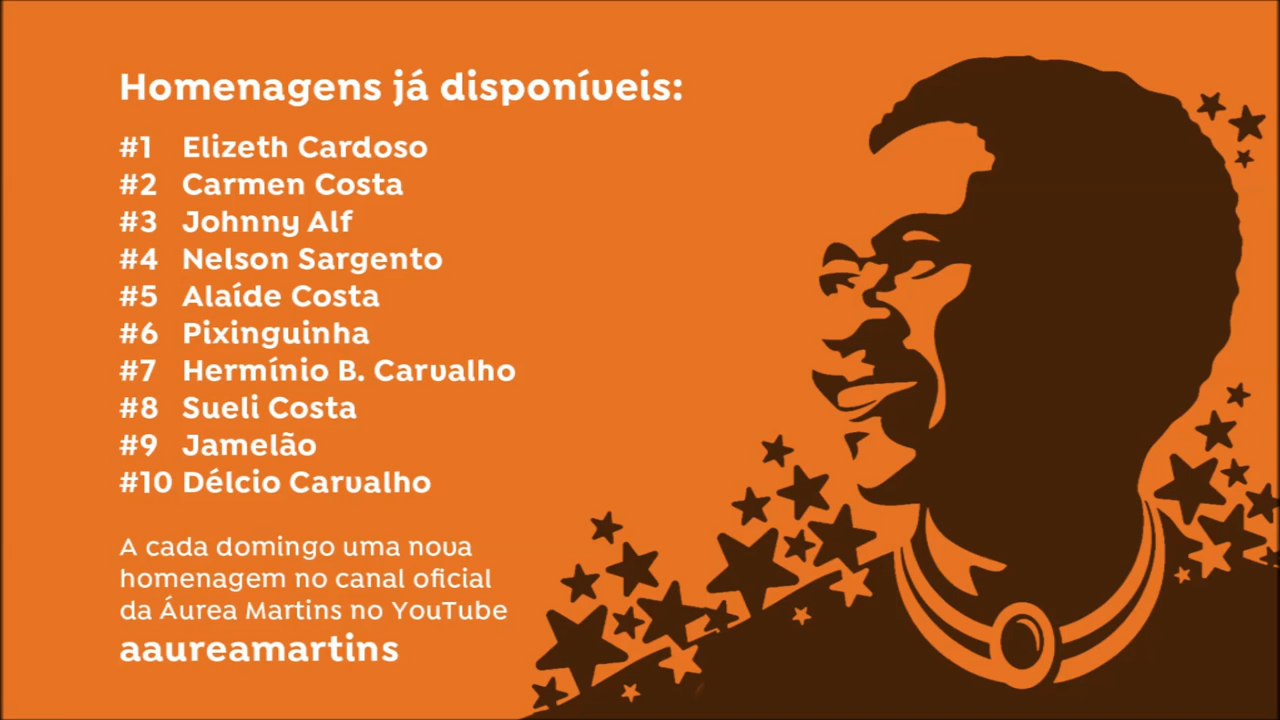 Homenagens já disponíveis:
#1 Elizeth Cardoso
#2 Carmen Costa
#3 Johnny Alf
#4 Nelson Sargento
#5 Alaíde Costa
#6 Pixinguinha
#7 Hermínio B. Carvalho
#8 Sueli Costa
#9 Jamelão
#10 Délcio Carvalho
A cada domingo uma nova
homenagem no canal oficial
da Áurea Martins no YouTube
aaureamartins